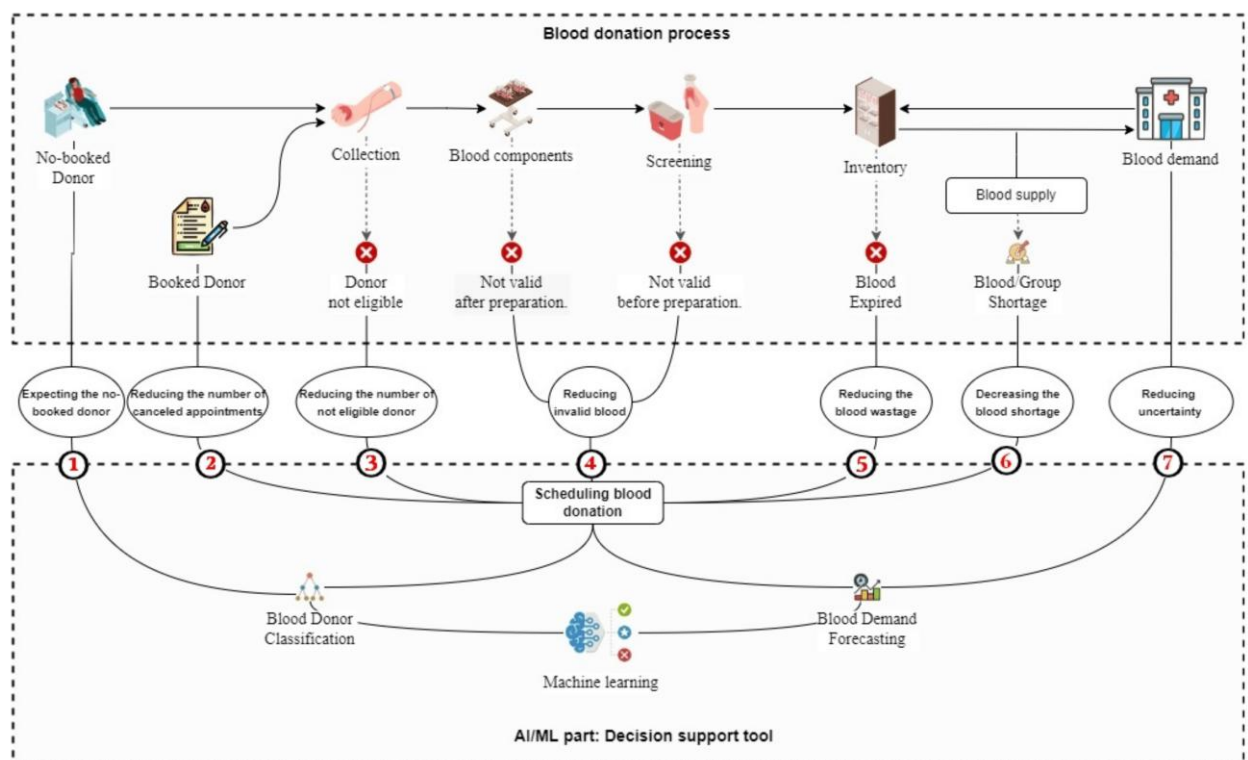 Blood donation process
No-booked
Donor
Collection
Blood components
Screening
Inventory
Blood demand
Blood supply
Booked Donor
Donor
not eligible
Not valid
after preparation.
Not valid
before preparation.
Blood
Expired
Blood/Group
Shortage
Expecting the no-
booked donor
Reducing the number of
canceled appointments
Reducing the number of
not eligible donor
Reducing
invalid blood
Reducing the
blood wastage
Decreasing the
blood shortage
Reducing
uncertainty
1
2
3
4
5
6
7
Scheduling blood
donation
Blood Donor
Classification
Blood Demand
Forecasting
Machine learning
AI/ML part: Decision support tool